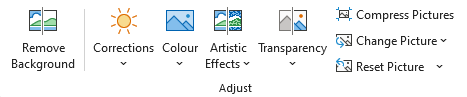 Remove
Background
Corrections
Colour
Artistic
Effects
Transparency
Compress Pictures
Change Picture
Reset Picture
Adjust